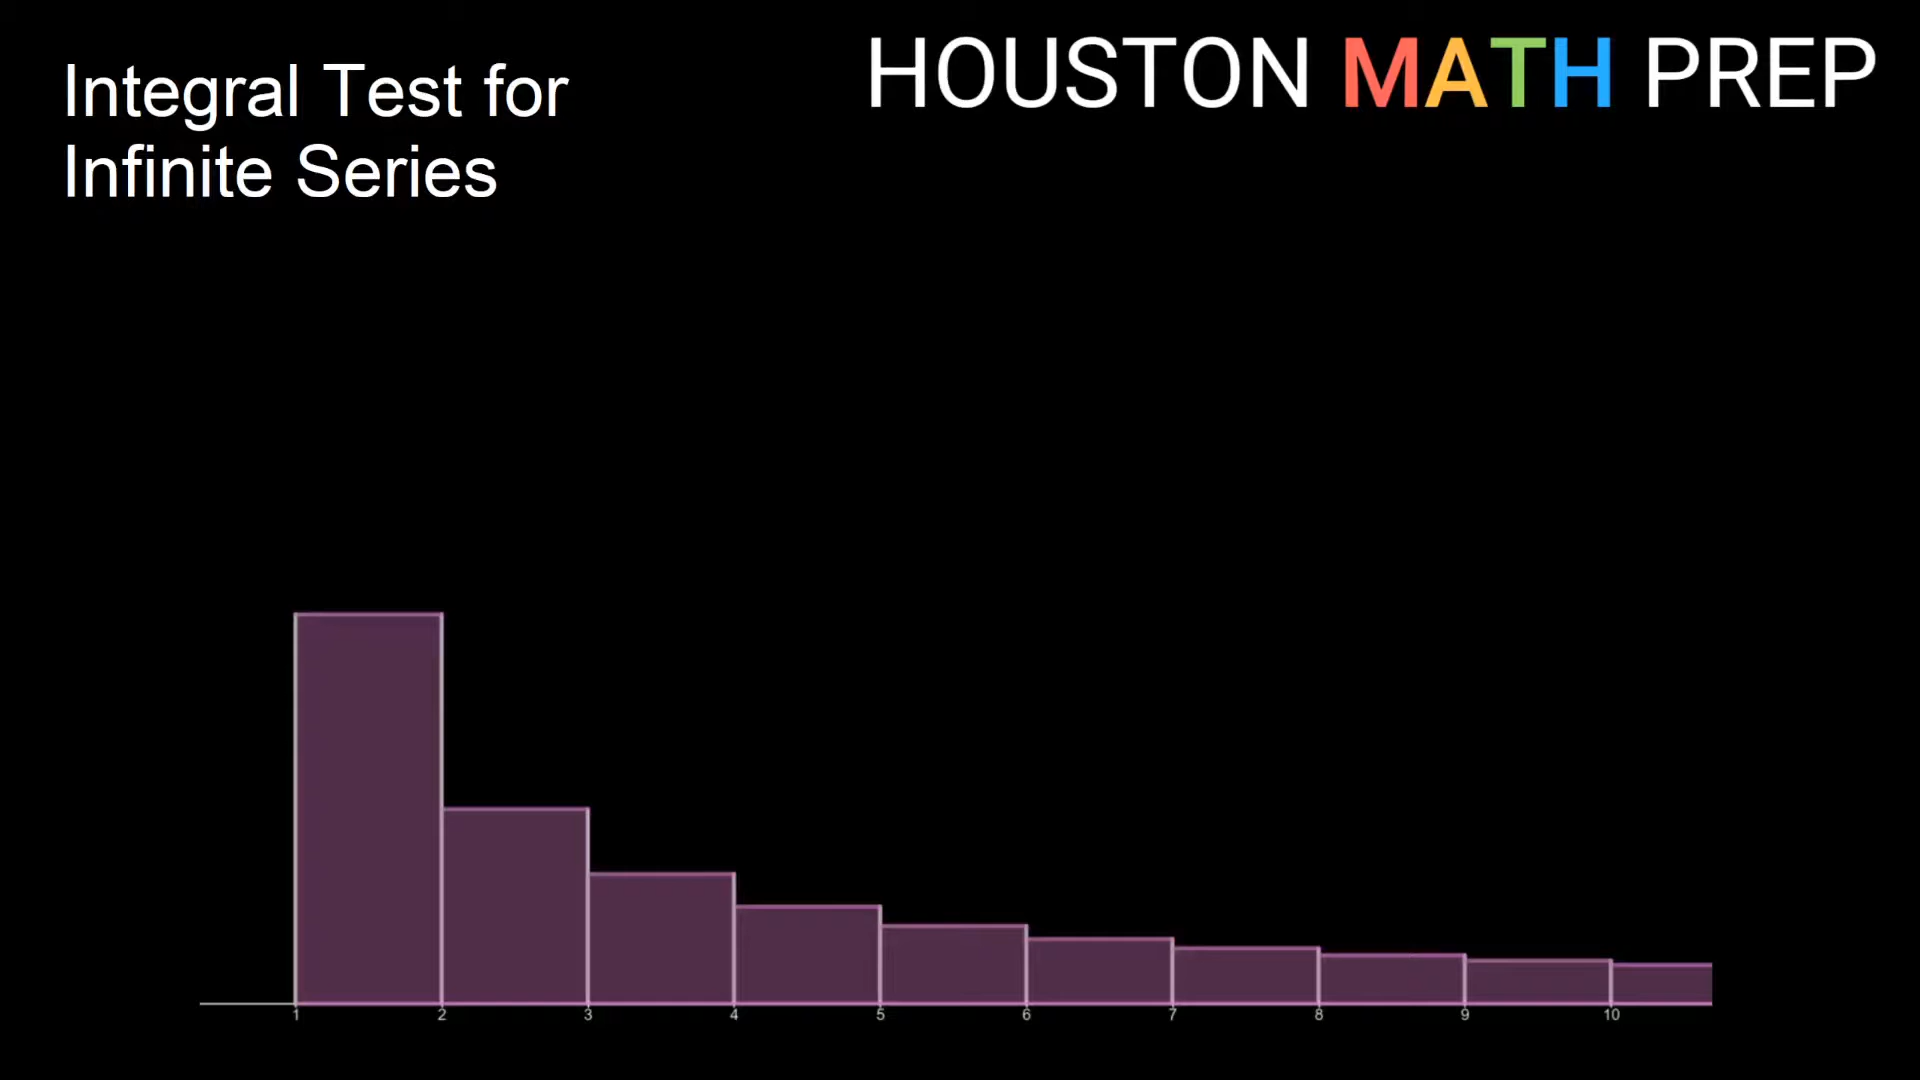 Integral Test for
Infinite Series
HOUSTON MATH PREP
1 2 3 4 5 6 7 8 9 10